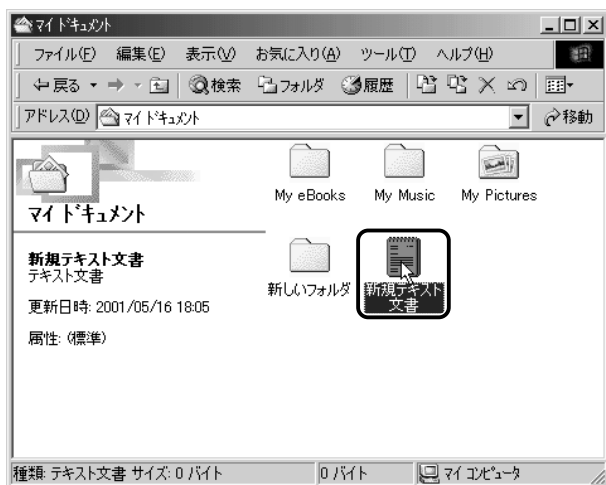 マイ ドキュメント
ファイル(F) 編集(E) 表示(V) お気に入り(A) ツール(T) ヘルプ(H)
戻る 検索 フォルダ 履歴
アドレス(D) マイ ドキュメント 移動
マイ ドキュメント
新規テキスト文書
テキスト文書
更新日時: 2001/05/16 18:05
属性: (標準)
My eBooks My Music My Pictures
新しいフォルダ 新規テキスト
文書
種類: テキスト文書 サイズ: 0 バイト 0 バイト マイ コンピュータ